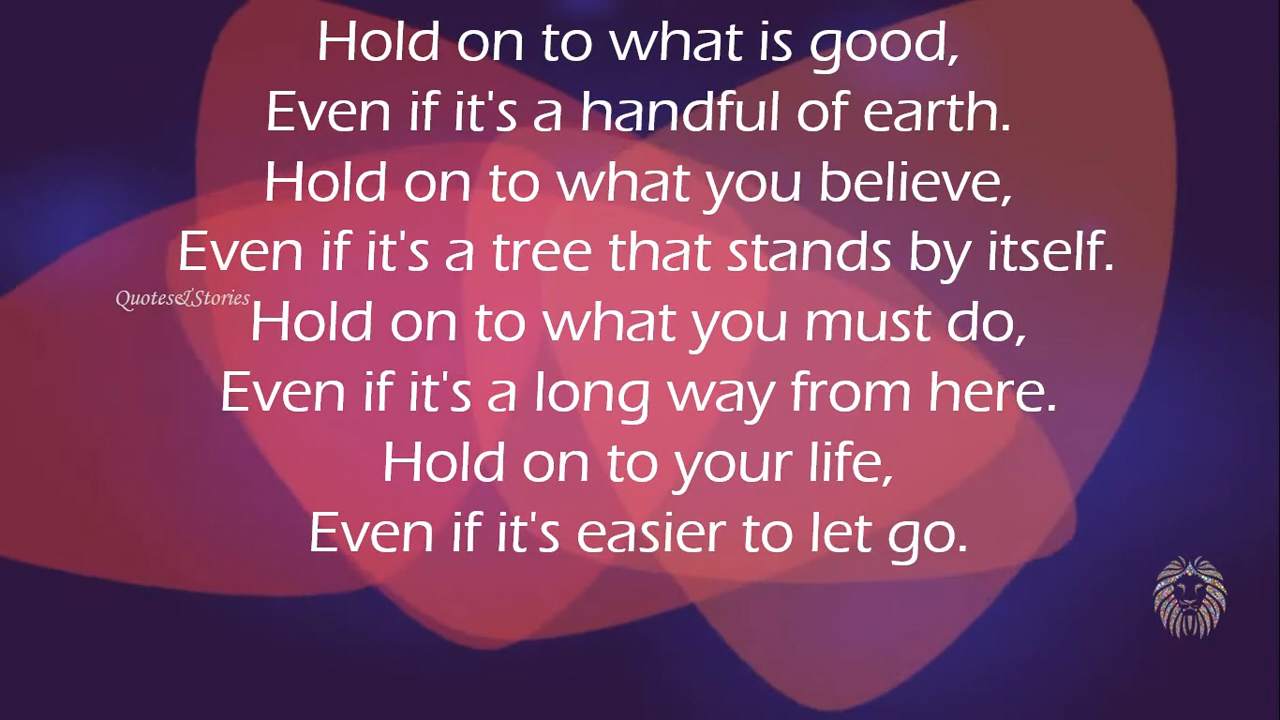 Hold on to what is good,
Even if it's a handful of earth.
Hold on to what you believe,
Even if it's a tree that stands by itself.
Quotes&Stories
Hold on to what you must do,
Even if it's a long way from here.
Hold on to your life,
Even if it's easier to let go.